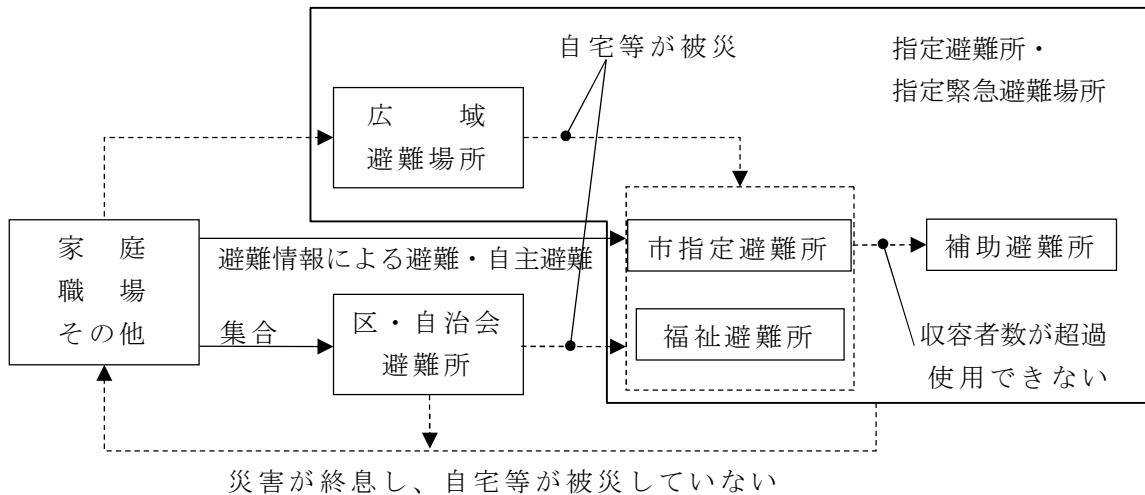 自宅等が被災
指定避難所・
指定緊急避難場所
広　域
避難場所
家　庭
職　場
その他
避難情報による避難・自主避難
市指定避難所
補助避難所
集合
区・自治会
避難所
福祉避難所
収容者数が超過
使用できない
災害が終息し、自宅等が被災していない